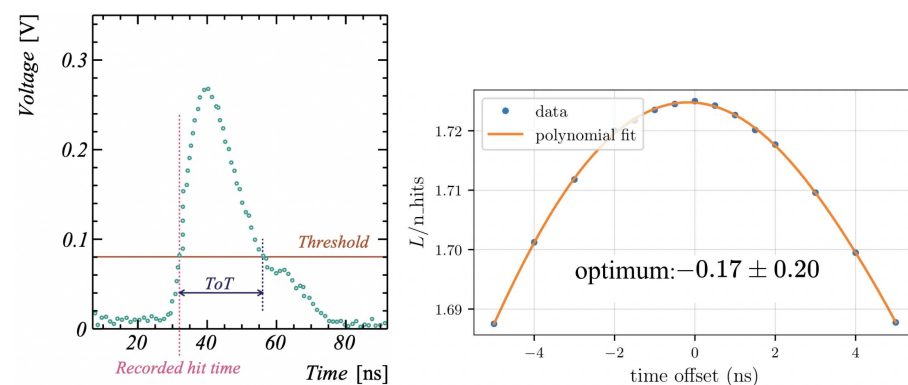 Voltage [V]
0.3
0.2
0.1
0
Threshold
ToT
20
40
60
80
Recorded hit time
Time [ns]
L/n_hits
1.72
1.71
1.70
1.69
data
polynomial fit
optimum:−0.17 ± 0.20
−4
−2
0
2
4
time offset (ns)